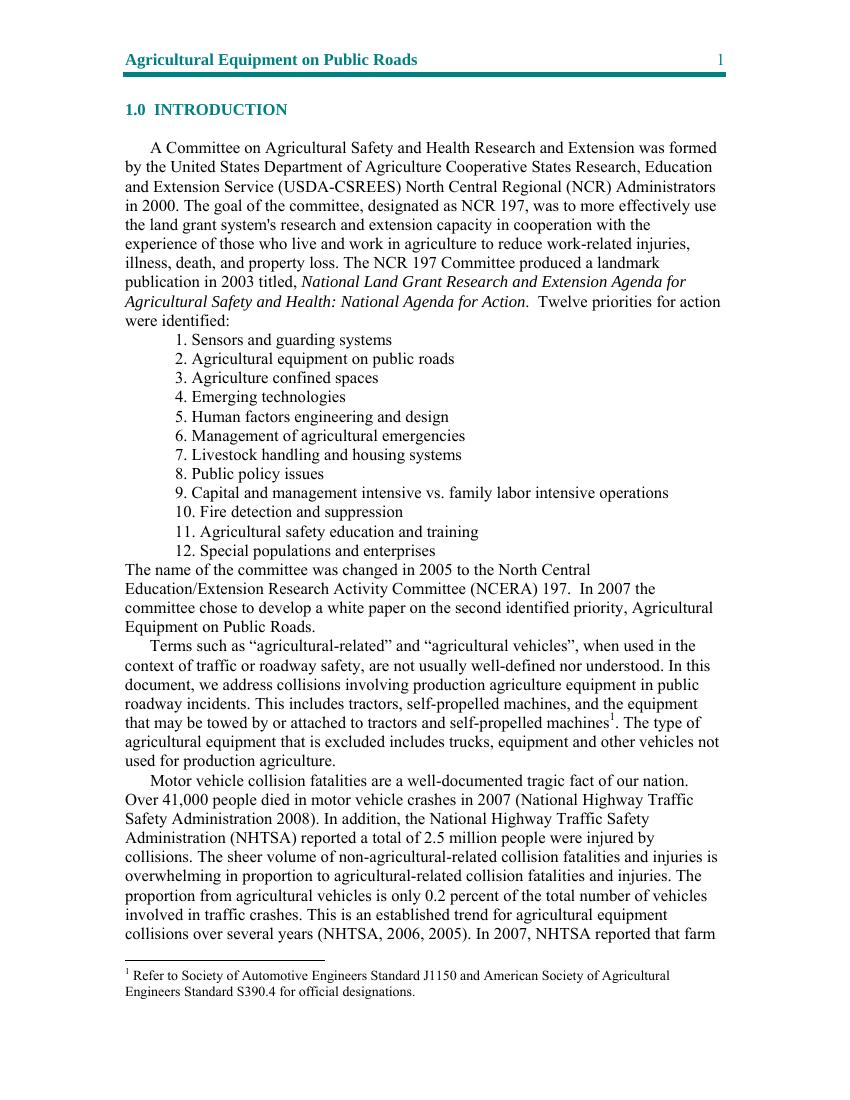 Agricultural Equipment on Public Roads 1
1.0 INTRODUCTION
A Committee on Agricultural Safety and Health Research and Extension was formed
by the United States Department of Agriculture Cooperative States Research, Education
and Extension Service (USDA-CSREES) North Central Regional (NCR) Administrators
in 2000. The goal of the committee, designated as NCR 197, was to more effectively use
the land grant system's research and extension capacity in cooperation with the
experience of those who live and work in agriculture to reduce work-related injuries,
illness, death, and property loss. The NCR 197 Committee produced a landmark
publication in 2003 titled, National Land Grant Research and Extension Agenda for
Agricultural Safety and Health: National Agenda for Action. Twelve priorities for action
were identified:
1. Sensors and guarding systems
2. Agricultural equipment on public roads
3. Agriculture confined spaces
4. Emerging technologies
5. Human factors engineering and design
6. Management of agricultural emergencies
7. Livestock handling and housing systems
8. Public policy issues
9. Capital and management intensive vs. family labor intensive operations
10. Fire detection and suppression
11. Agricultural safety education and training
12. Special populations and enterprises
The name of the committee was changed in 2005 to the North Central
Education/Extension Research Activity Committee (NCERA) 197. In 2007 the
committee chose to develop a white paper on the second identified priority, Agricultural
Equipment on Public Roads.
Terms such as “agricultural-related” and “agricultural vehicles”, when used in the
context of traffic or roadway safety, are not usually well-defined nor understood. In this
document, we address collisions involving production agriculture equipment in public
roadway incidents. This includes tractors, self-propelled machines, and the equipment
that may be towed by or attached to tractors and self-propelled machines1. The type of
agricultural equipment that is excluded includes trucks, equipment and other vehicles not
used for production agriculture.
Motor vehicle collision fatalities are a well-documented tragic fact of our nation.
Over 41,000 people died in motor vehicle crashes in 2007 (National Highway Traffic
Safety Administration 2008). In addition, the National Highway Traffic Safety
Administration (NHTSA) reported a total of 2.5 million people were injured by
collisions. The sheer volume of non-agricultural-related collision fatalities and injuries is
overwhelming in proportion to agricultural-related collision fatalities and injuries. The
proportion from agricultural vehicles is only 0.2 percent of the total number of vehicles
involved in traffic crashes. This is an established trend for agricultural equipment
collisions over several years (NHTSA, 2006, 2005). In 2007, NHTSA reported that farm
1 Refer to Society of Automotive Engineers Standard J1150 and American Society of Agricultural
Engineers Standard S390.4 for official designations.